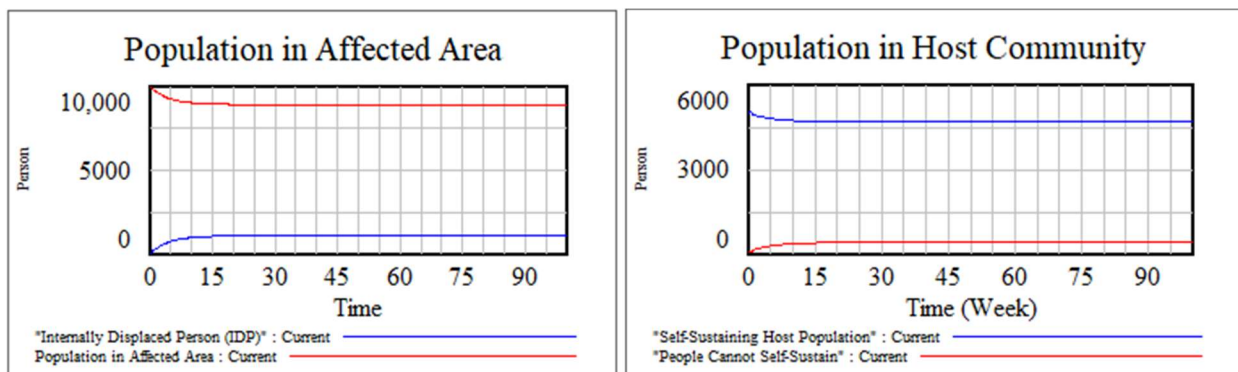 Population in Affected Area
10,000
5000
0
Person
0 15 30 45 60 75 90
Time
"Internally Displaced Person (IDP)" : Current
Population in Affected Area : Current
Population in Host Community
6000
3000
0
Person
0 15 30 45 60 75 90
Time (Week)
"Self-Sustaining Host Population" : Current
"People Cannot Self-Sustain" : Current